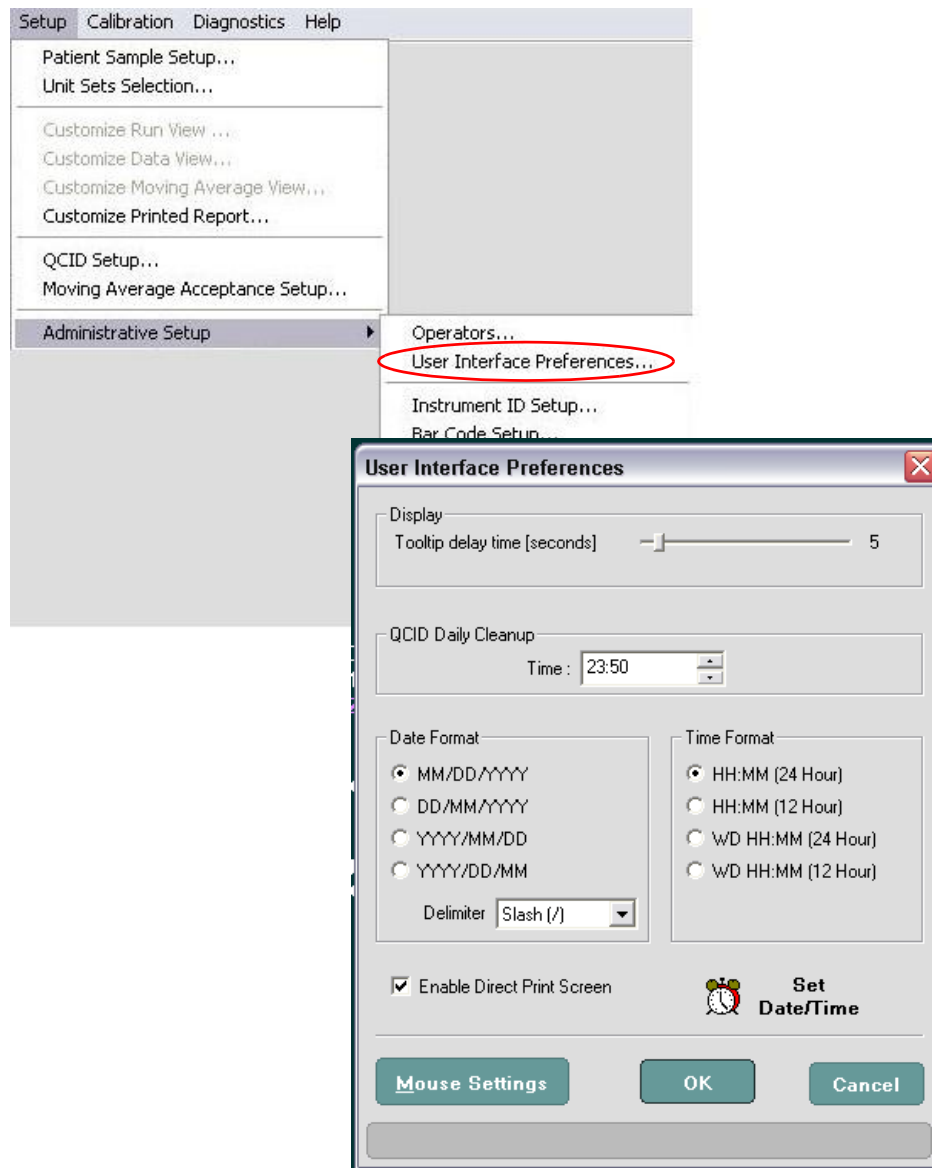 Setup Calibration Diagnostics Help
Patient Sample Setup...
Unit Sets Selection...
Customize Run View ...
Customize Data View...
Customize Moving Average View...
Customize Printed Report...
QCID Setup...
Moving Average Acceptance Setup...
Administrative Setup
Operators...
User Interface Preferences...
Instrument ID Setup...
Bar Code Setup...
User Interface Preferences
Display
Tooltip delay time [seconds] 5
QCID Daily Cleanup
Time : 23:50
Date Format
MM/DD/YYYY
DD/MM/YYYY
YYYY/MM/DD
YYYY/DD/MM
Delimiter Slash (/)
Time Format
HH:MM (24 Hour)
HH:MM (12 Hour)
WD HH:MM (24 Hour)
WD HH:MM (12 Hour)
Enable Direct Print Screen
Set
Date/Time
Mouse Settings OK Cancel